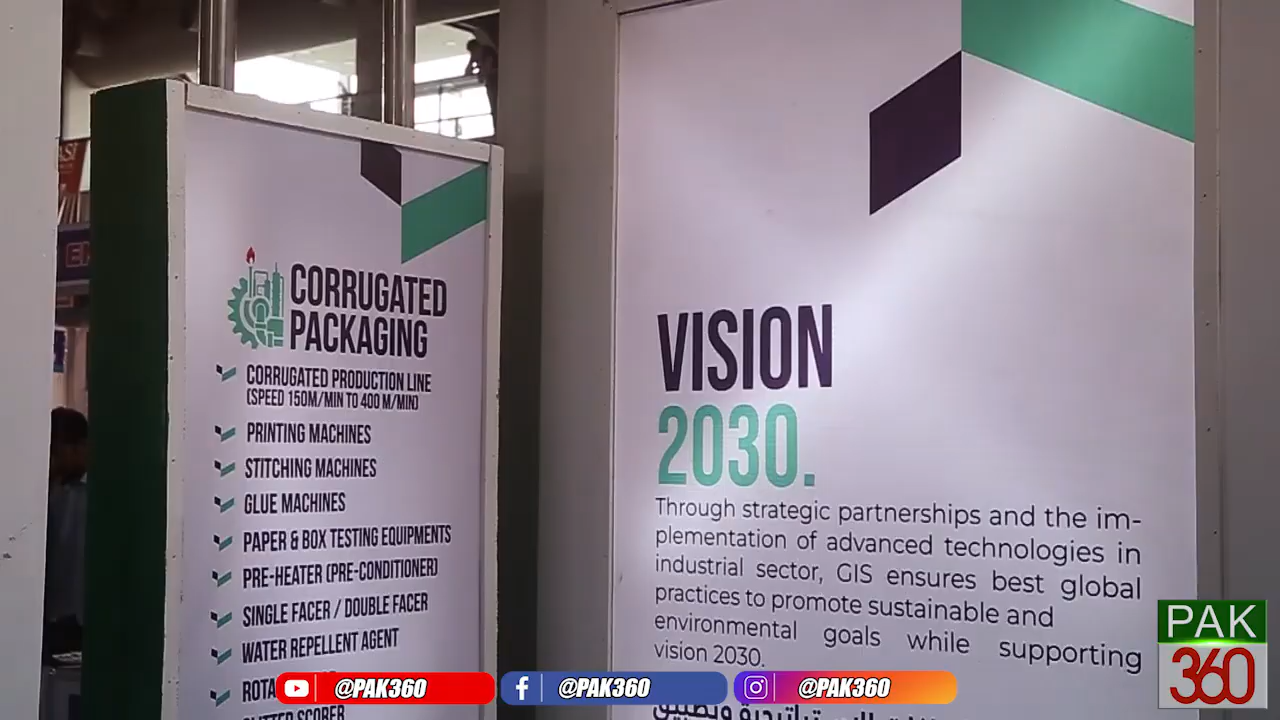 CORRUGATED
PACKAGING
CORRUGATED PRODUCTION LINE
(SPEED 150M/MIN TO 400 M/MIN)
PRINTING MACHINES
STITCHING MACHINES
GLUE MACHINES
PAPER & BOX TESTING EQUIPMENTS
PRE-HEATER (PRE-CONDITIONER)
SINGLE FACER / DOUBLE FACER
WATER REPELLENT AGENT
VISION
2030.
Through strategic partnerships and the im-
plementation of advanced technologies in
industrial sector, GIS ensures best global
practices to promote sustainable and
environmental goals while supporting
vision 2030.
@PAK360
@PAK360
@PAK360
PAK
360